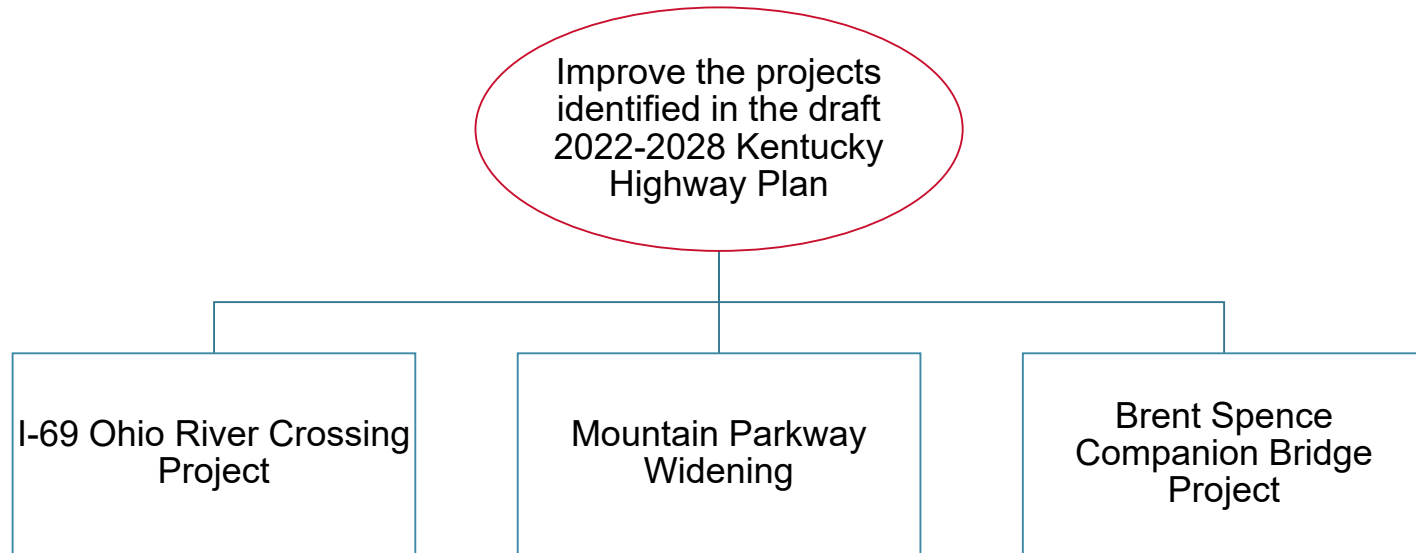 Improve the projects
identified in the draft
2022-2028 Kentucky
Highway Plan
I-69 Ohio River Crossing
Project
Mountain Parkway
Widening
Brent Spence
Companion Bridge
Project